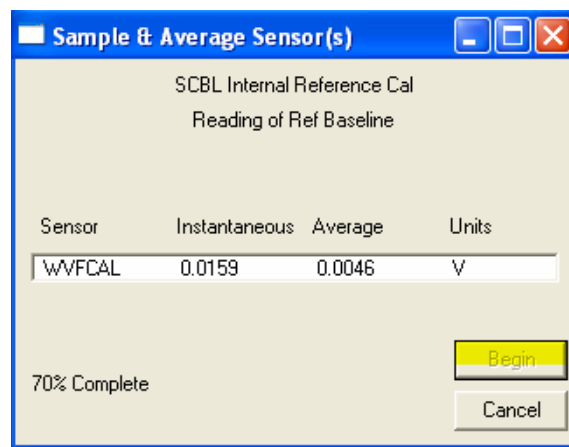 Sample & Average Sensor(s)
SCBL Internal Reference Cal
Reading of Ref Baseline
Sensor Instantaneous Average Units
WVFCAL 0.0159 0.0046 V
Begin
70% Complete
Cancel